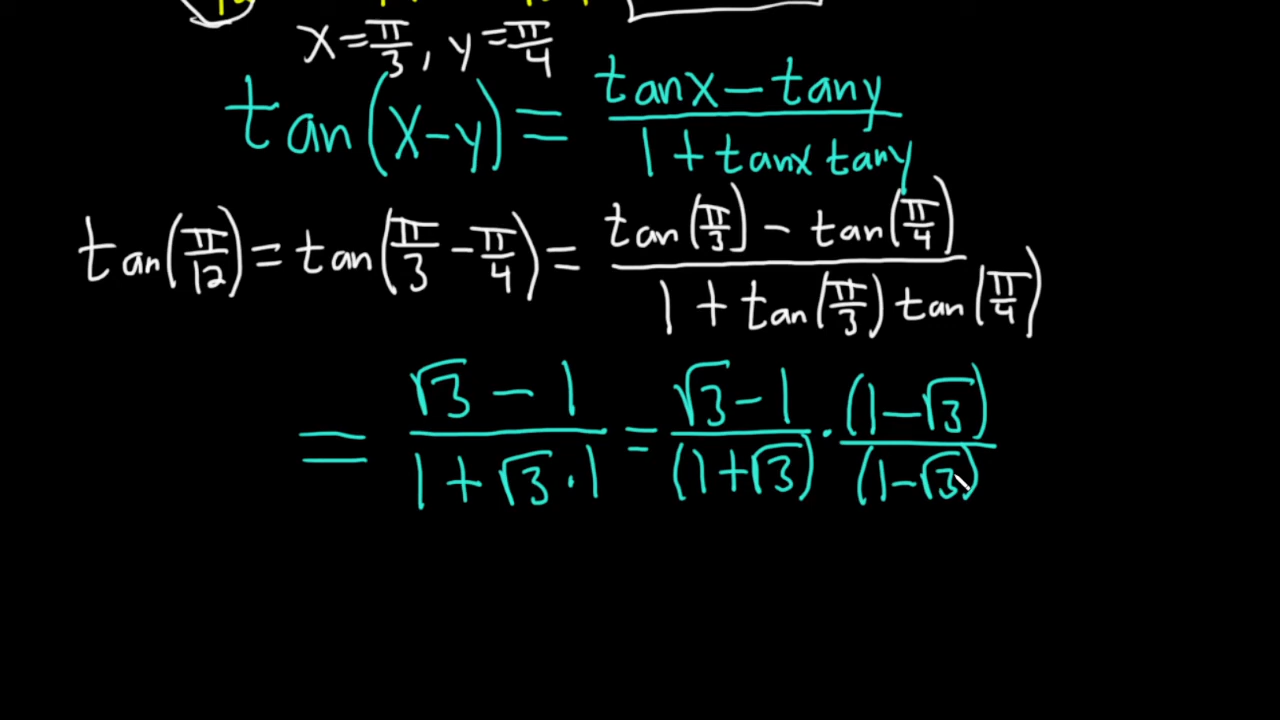 x = π/3, y = π/4
tan(x-y) = (tanx - tany)/(1 + tanx tany)
tan(π/12) = tan(π/3 - π/4) = (tan(π/3) - tan(π/4))/(1 + tan(π/3) tan(π/4))
= (√3 - 1)/(1 + √3 · 1) = (√3 - 1)/(1+√3) · (1-√3)/(1-√3)